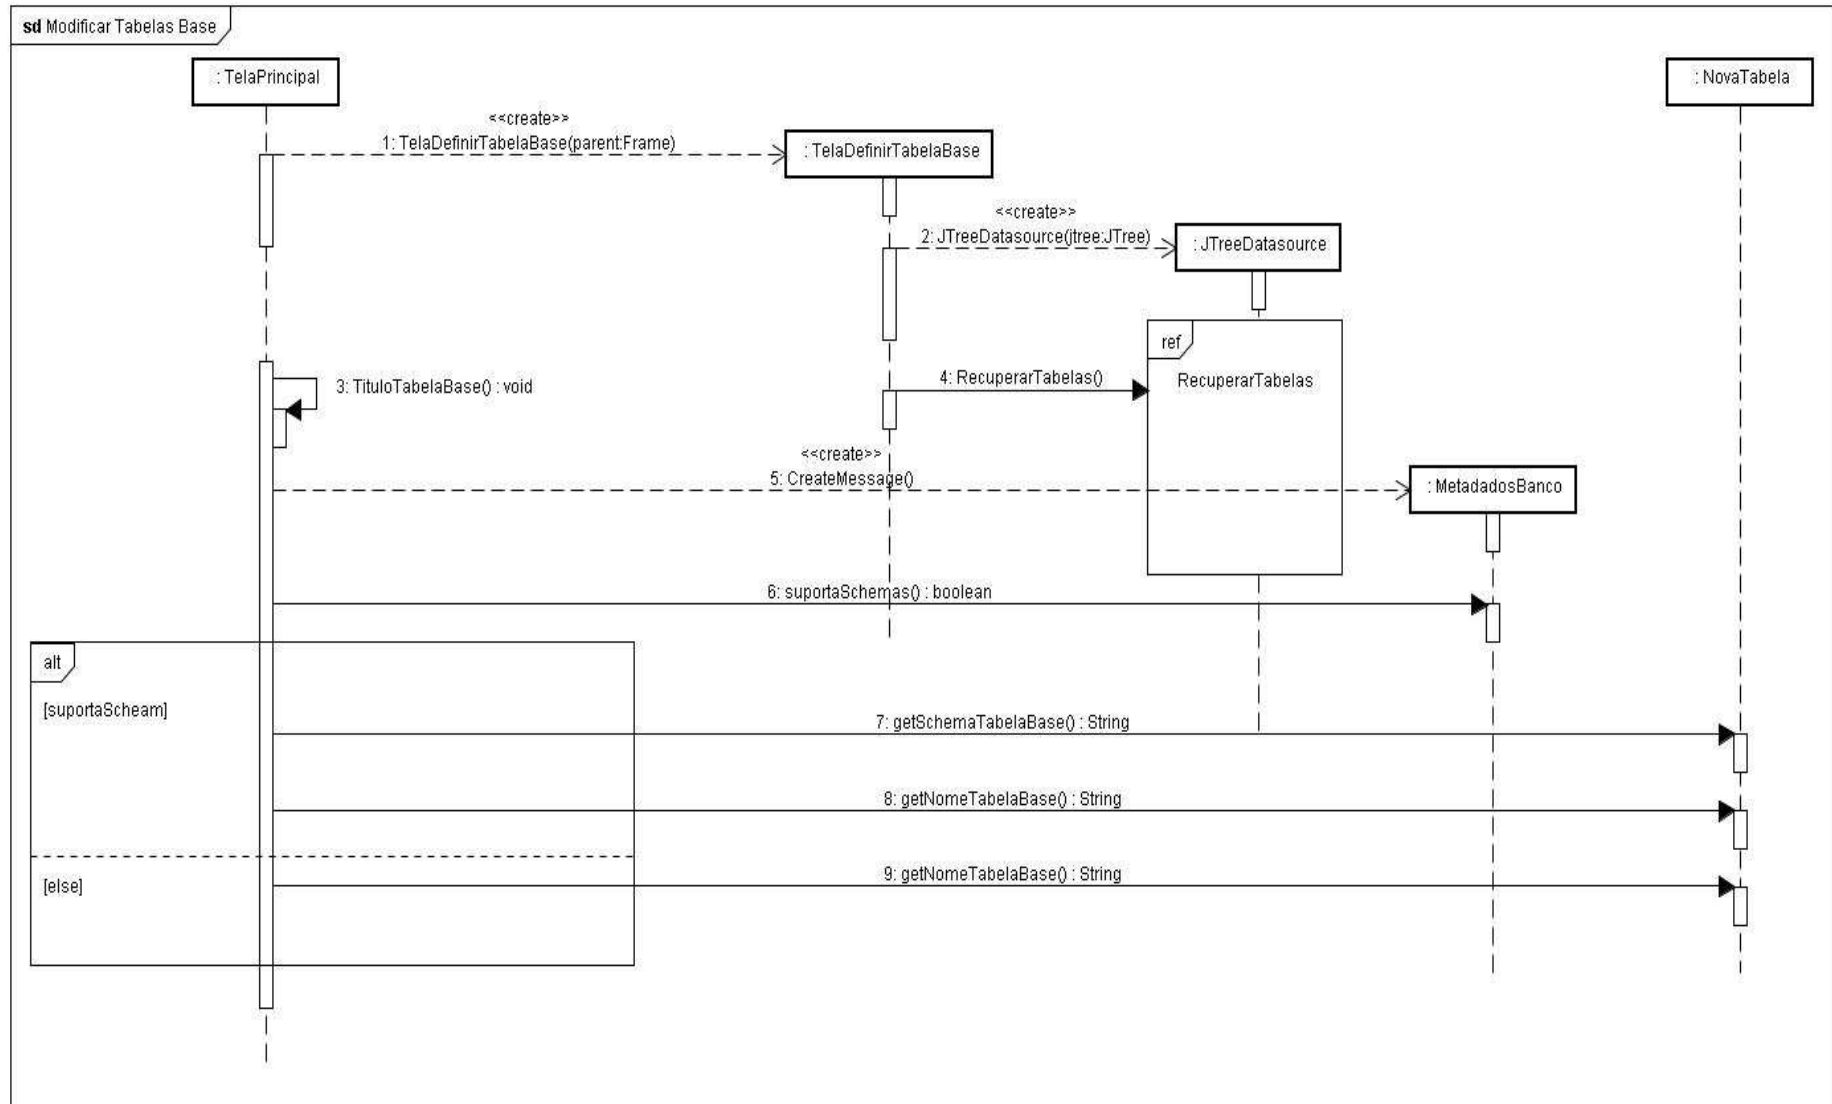 sd Modificar Tabelas Base
: TelaPrincipal
: NovaTabela
<<create>>
1: TelaDefinirTabelaBase(parent:Frame)
: TelaDefinirTabelaBase
<<create>>
2: JTreeDatasource(jtree:JTree)
: JTreeDatasource
ref
RecuperarTabelas
3: TituloTabelaBase() : void
4: RecuperarTabelas()
<<create>>
5: CreateMessage()
: MetadadosBanco
6: suportaSchemas() : boolean
alt
[suportaScheam]
7: getSchemaTabelaBase() : String
8: getNomeTabelaBase() : String
[else]
9: getNomeTabelaBase() : String